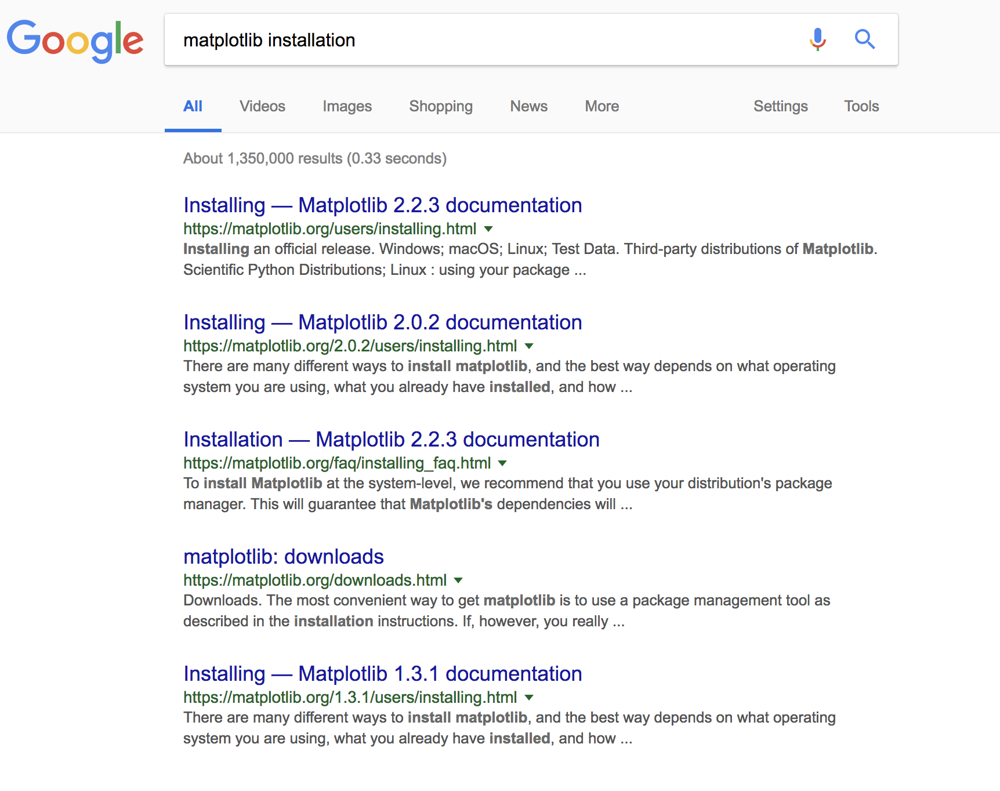 Google
matplotlib installation
All Videos Images Shopping News More Settings Tools
About 1,350,000 results (0.33 seconds)
Installing — Matplotlib 2.2.3 documentation
https://matplotlib.org/users/installing.html
Installing an official release. Windows; macOS; Linux; Test Data. Third-party distributions of Matplotlib.
Scientific Python Distributions; Linux : using your package ...
Installing — Matplotlib 2.0.2 documentation
https://matplotlib.org/2.0.2/users/installing.html
There are many different ways to install matplotlib, and the best way depends on what operating
system you are using, what you already have installed, and how ...
Installation — Matplotlib 2.2.3 documentation
https://matplotlib.org/faq/installing_faq.html
To install Matplotlib at the system-level, we recommend that you use your distribution's package
manager. This will guarantee that Matplotlib's dependencies will ...
matplotlib: downloads
https://matplotlib.org/downloads.html
Downloads. The most convenient way to get matplotlib is to use a package management tool as
described in the installation instructions. If, however, you really ...
Installing — Matplotlib 1.3.1 documentation
https://matplotlib.org/1.3.1/users/installing.html
There are many different ways to install matplotlib, and the best way depends on what operating
system you are using, what you already have installed, and how ...